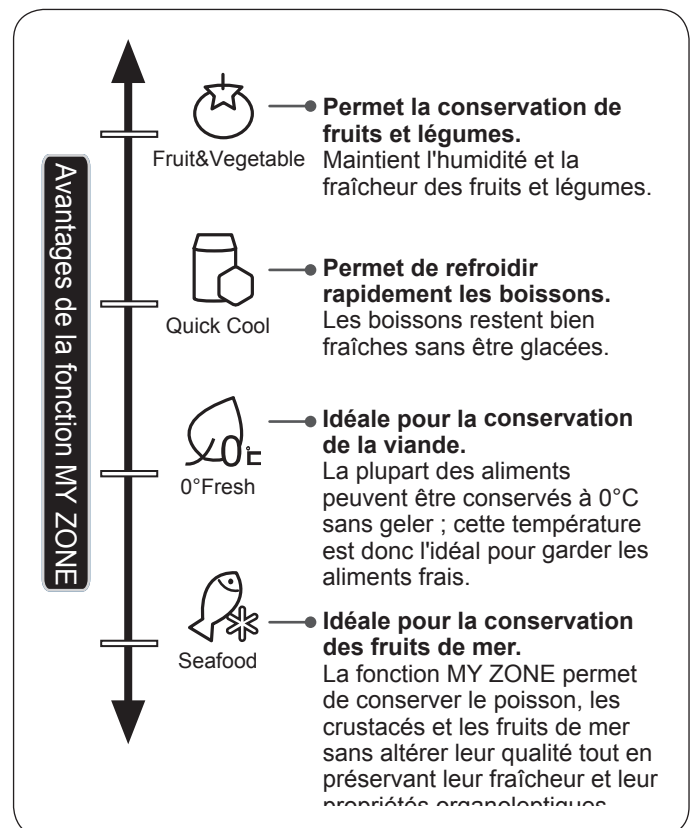 Avantages de la fonction MY ZONE
Fruit&Vegetable
Permet la conservation de
fruits et légumes.
Maintient l'humidité et la
fraîcheur des fruits et légumes.
Quick Cool
Permet de refroidir
rapidement les boissons.
Les boissons restent bien
fraîches sans être glacées.
0°C
0°Fresh
Idéale pour la conservation
de la viande.
La plupart des aliments
peuvent être conservés à 0°C
sans geler ; cette température
est donc l'idéal pour garder les
aliments frais.
Seafood
Idéale pour la conservation
des fruits de mer.
La fonction MY ZONE permet
de conserver le poisson, les
crustacés et les fruits de mer
sans altérer leur qualité tout en
préservant leur fraîcheur et leur
propriétés organoleptiques